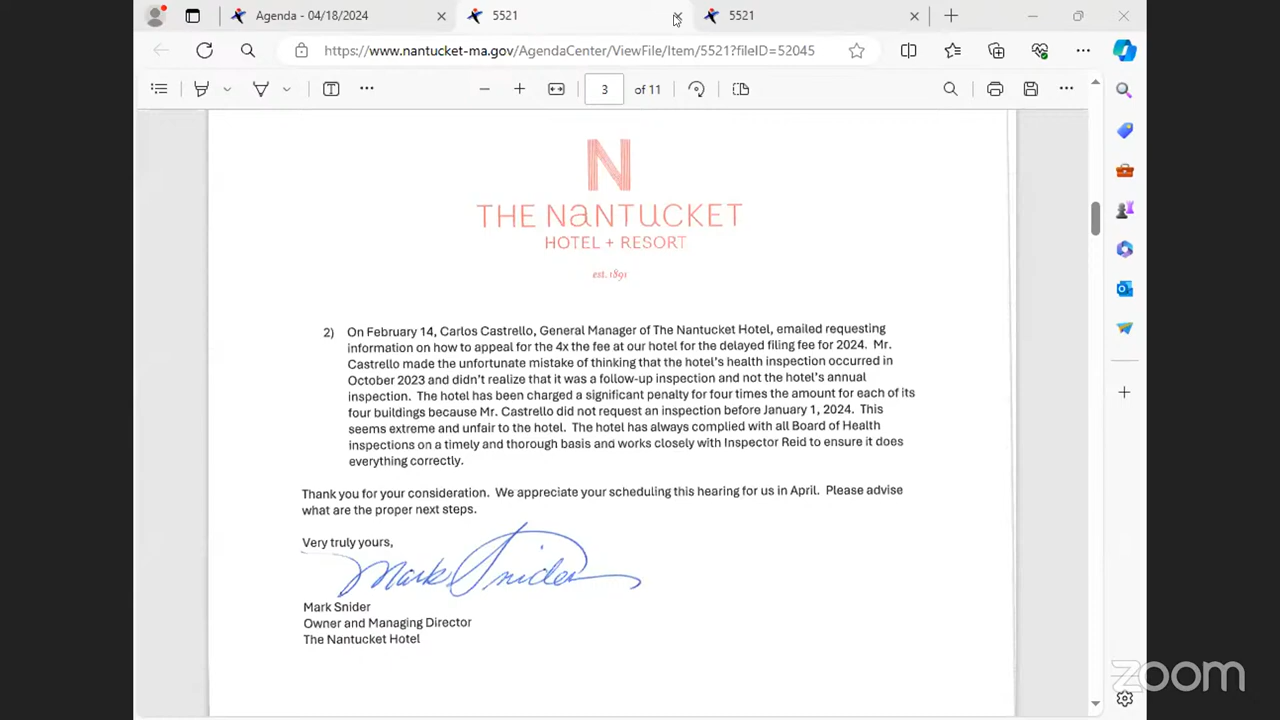 Agenda - 04/18/2024
5521
5521
https://www.nantucket-ma.gov/AgendaCenter/ViewFile/Item/5521?fileID=52045
3 of 11
N
THE NANTUCKET
HOTEL + RESORT
est. 1891
2) On February 14, Carlos Castrello, General Manager of The Nantucket Hotel, emailed requesting
information on how to appeal for the 4x the fee at our hotel for the delayed filing fee for 2024. Mr.
Castrello made the unfortunate mistake of thinking that the hotel's health inspection occurred in
October 2023 and didn't realize that it was a follow-up inspection and not the hotel's annual
inspection. The hotel has been charged a significant penalty for four times the amount for each of its
four buildings because Mr. Castrello did not request an inspection before January 1, 2024. This
seems extreme and unfair to the hotel. The hotel has always complied with all Board of Health
inspections on a timely and thorough basis and works closely with Inspector Reid to ensure it does
everything correctly.
Thank you for your consideration. We appreciate your scheduling this hearing for us in April. Please advise
what are the proper next steps.
Very truly yours,
Mark Snider
Mark Snider
Owner and Managing Director
The Nantucket Hotel
zoom